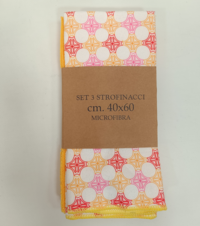 SET 3 STROFINACCI
cm. 40x60
MICROFIBRA